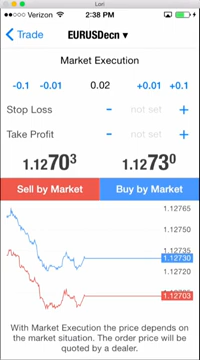 Lori
Verizon 2:38 PM
Trade EURUSDecn ▾
Market Execution
-0.1 -0.01 0.02 +0.01 +0.1
Stop Loss - not set +
Take Profit - not set +
1.12703 1.12730
Sell by Market Buy by Market
1.12765
1.12750
1.12735
1.12730
1.12720
1.12703
With Market Execution the price depends on
the market situation. The order price will be
quoted by a dealer.